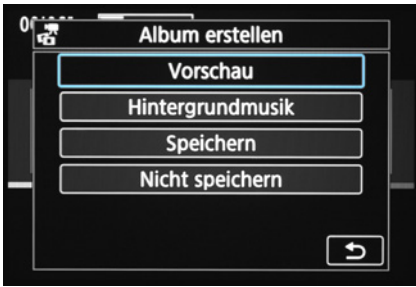 Album erstellen
Vorschau
Hintergrundmusik
Speichern
Nicht speichern